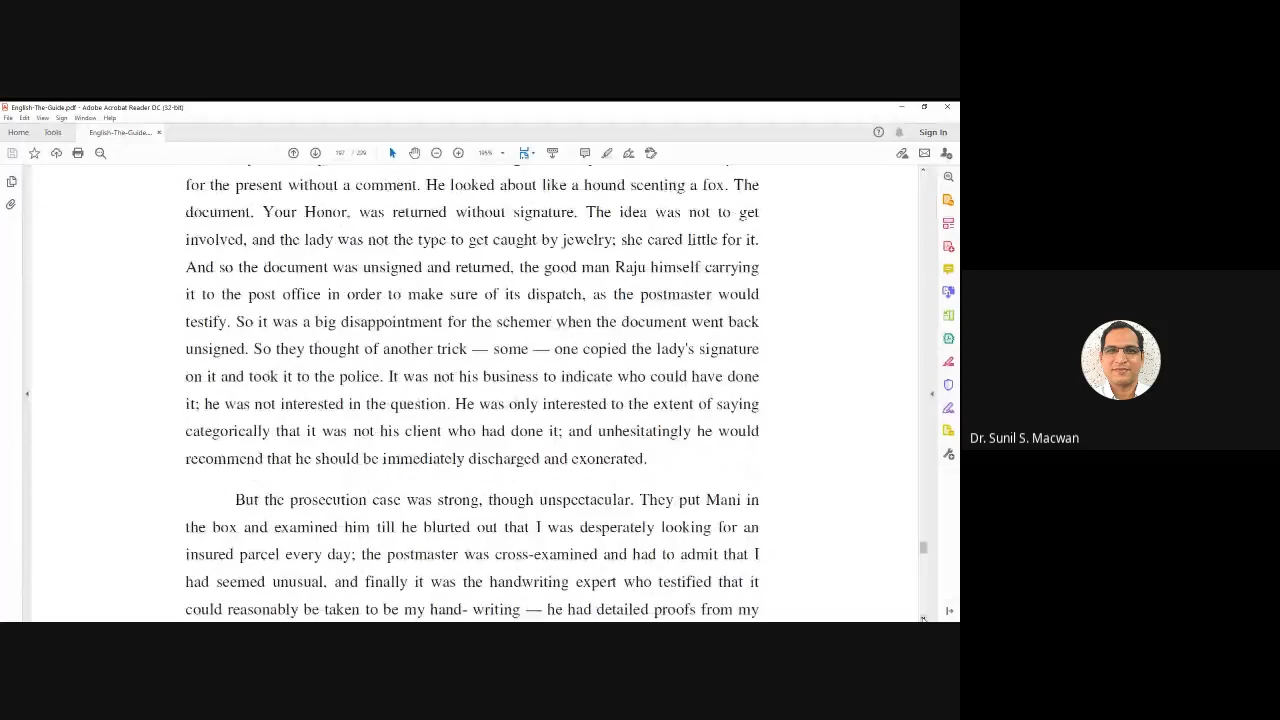 English-The-Guide.pdf - Adobe Acrobat Reader DC (32-bit)
File Edit View Sign Window Help
Home Tools English-The-Guide... × Sign In
197 / 209 195%
for the present without a comment. He looked about like a hound scenting a fox. The
document. Your Honor, was returned without signature. The idea was not to get
involved, and the lady was not the type to get caught by jewelry; she cared little for it.
And so the document was unsigned and returned, the good man Raju himself carrying
it to the post office in order to make sure of its dispatch, as the postmaster would
testify. So it was a big disappointment for the schemer when the document went back
unsigned. So they thought of another trick — some — one copied the lady's signature
on it and took it to the police. It was not his business to indicate who could have done
it; he was not interested in the question. He was only interested to the extent of saying
categorically that it was not his client who had done it; and unhesitatingly he would
recommend that he should be immediately discharged and exonerated.
But the prosecution case was strong, though unspectacular. They put Mani in
the box and examined him till he blurted out that I was desperately looking for an
insured parcel every day; the postmaster was cross-examined and had to admit that I
had seemed unusual, and finally it was the handwriting expert who testified that it
could reasonably be taken to be my hand- writing — he had detailed proofs from my
Dr. Sunil S. Macwan